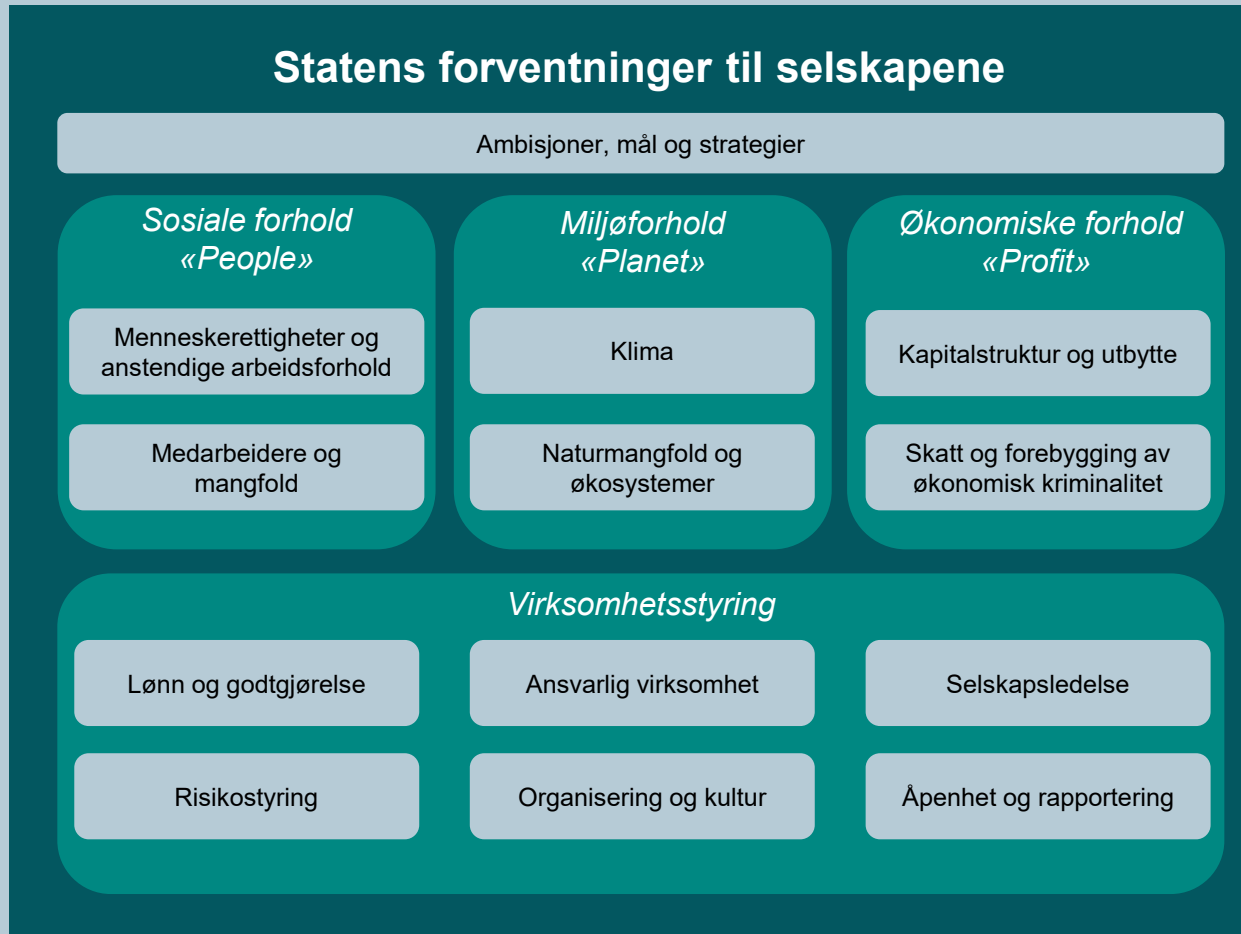 Statens forventninger til selskapene
Ambisjoner, mål og strategier
Sosiale forhold
«People»
Menneskerettigheter og
anstendige arbeidsforhold
Medarbeidere og
mangfold
Miljøforhold
«Planet»
Klima
Naturmangfold og
økosystemer
Økonomiske forhold
«Profit»
Kapitalstruktur og utbytte
Skatt og forebygging av
økonomisk kriminalitet
Virksomhetsstyring
Lønn og godtgjørelse
Ansvarlig virksomhet
Selskapsledelse
Risikostyring
Organisering og kultur
Åpenhet og rapportering